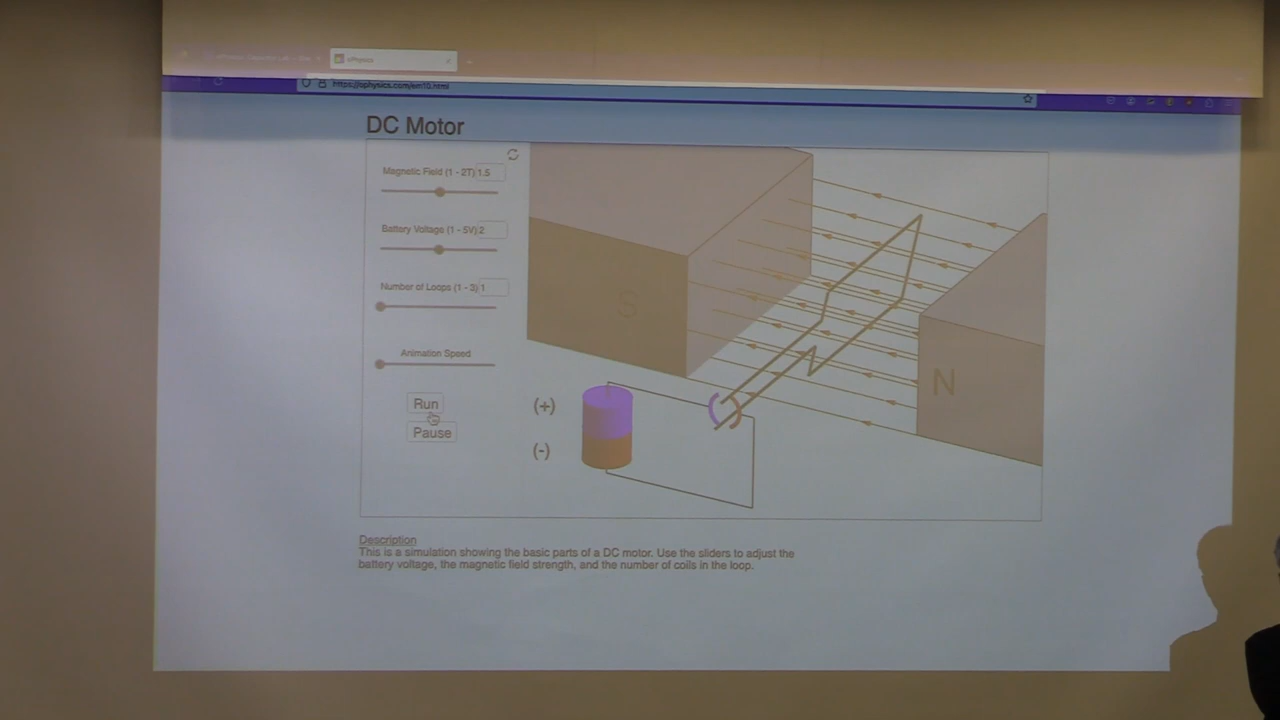 oPhysics
https://ophysics.com/em10.html
DC Motor
Magnetic Field (1 - 2T) 1.5
Battery Voltage (1 - 5V) 2
Number of Loops (1 - 3) 1
Animation Speed
Run
Pause
(+)
(-)
S
N
Description
This is a simulation showing the basic parts of a DC motor. Use the sliders to adjust the
battery voltage, the magnetic field strength, and the number of coils in the loop.